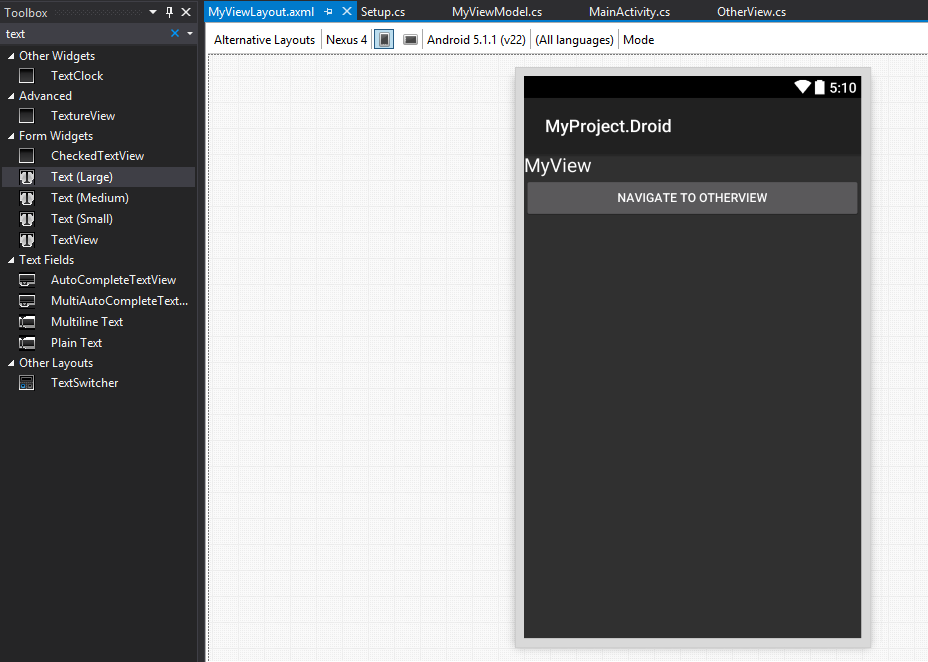 Toolbox
text
Other Widgets
TextClock
Advanced
TextureView
Form Widgets
CheckedTextView
Text (Large)
Text (Medium)
Text (Small)
TextView
Text Fields
AutoCompleteTextView
MultiAutoCompleteText...
Multiline Text
Plain Text
Other Layouts
TextSwitcher
MyViewLayout.axml Setup.cs MyViewModel.cs MainActivity.cs OtherView.cs
Alternative Layouts Nexus 4 Android 5.1.1 (v22) (All languages) Mode
5:10
MyProject.Droid
MyView
NAVIGATE TO OTHERVIEW